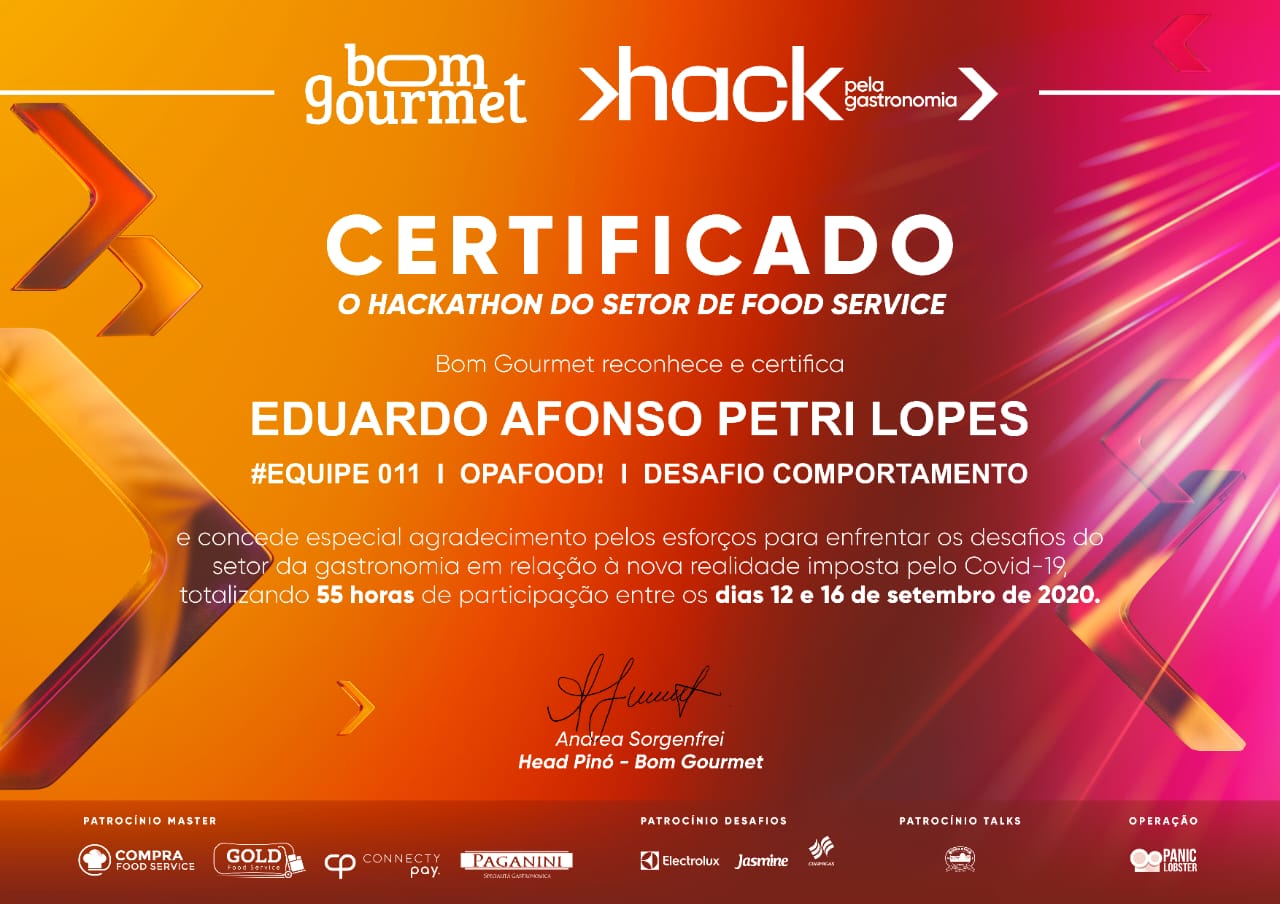 bom
gourmet
hack
pela
gastronomia
CERTIFICADO
O HACKATHON DO SETOR DE FOOD SERVICE
Bom Gourmet reconhece e certifica
EDUARDO AFONSO PETRI LOPES
#EQUIPE 011 I OPAFOOD! I DESAFIO COMPORTAMENTO
e concede especial agradecimento pelos esforços para enfrentar os desafios do
setor da gastronomia em relação à nova realidade imposta pelo Covid-19,
totalizando 55 horas de participação entre os dias 12 e 16 de setembro de 2020.
Andrea Sorgenfrei
Head Pinó - Bom Gourmet
PATROCÍNIO MASTER
COMPRA
FOOD SERVICE
GOLD
Food Service
cp CONNECTY
pay.
PAGANINI
SPECIALITÀ GASTRONOMICA
PATROCÍNIO DESAFIOS
Electrolux
Jasmine
COMPAGAS
PATROCÍNIO TALKS
OPERAÇÃO
PANIC
LOBSTER